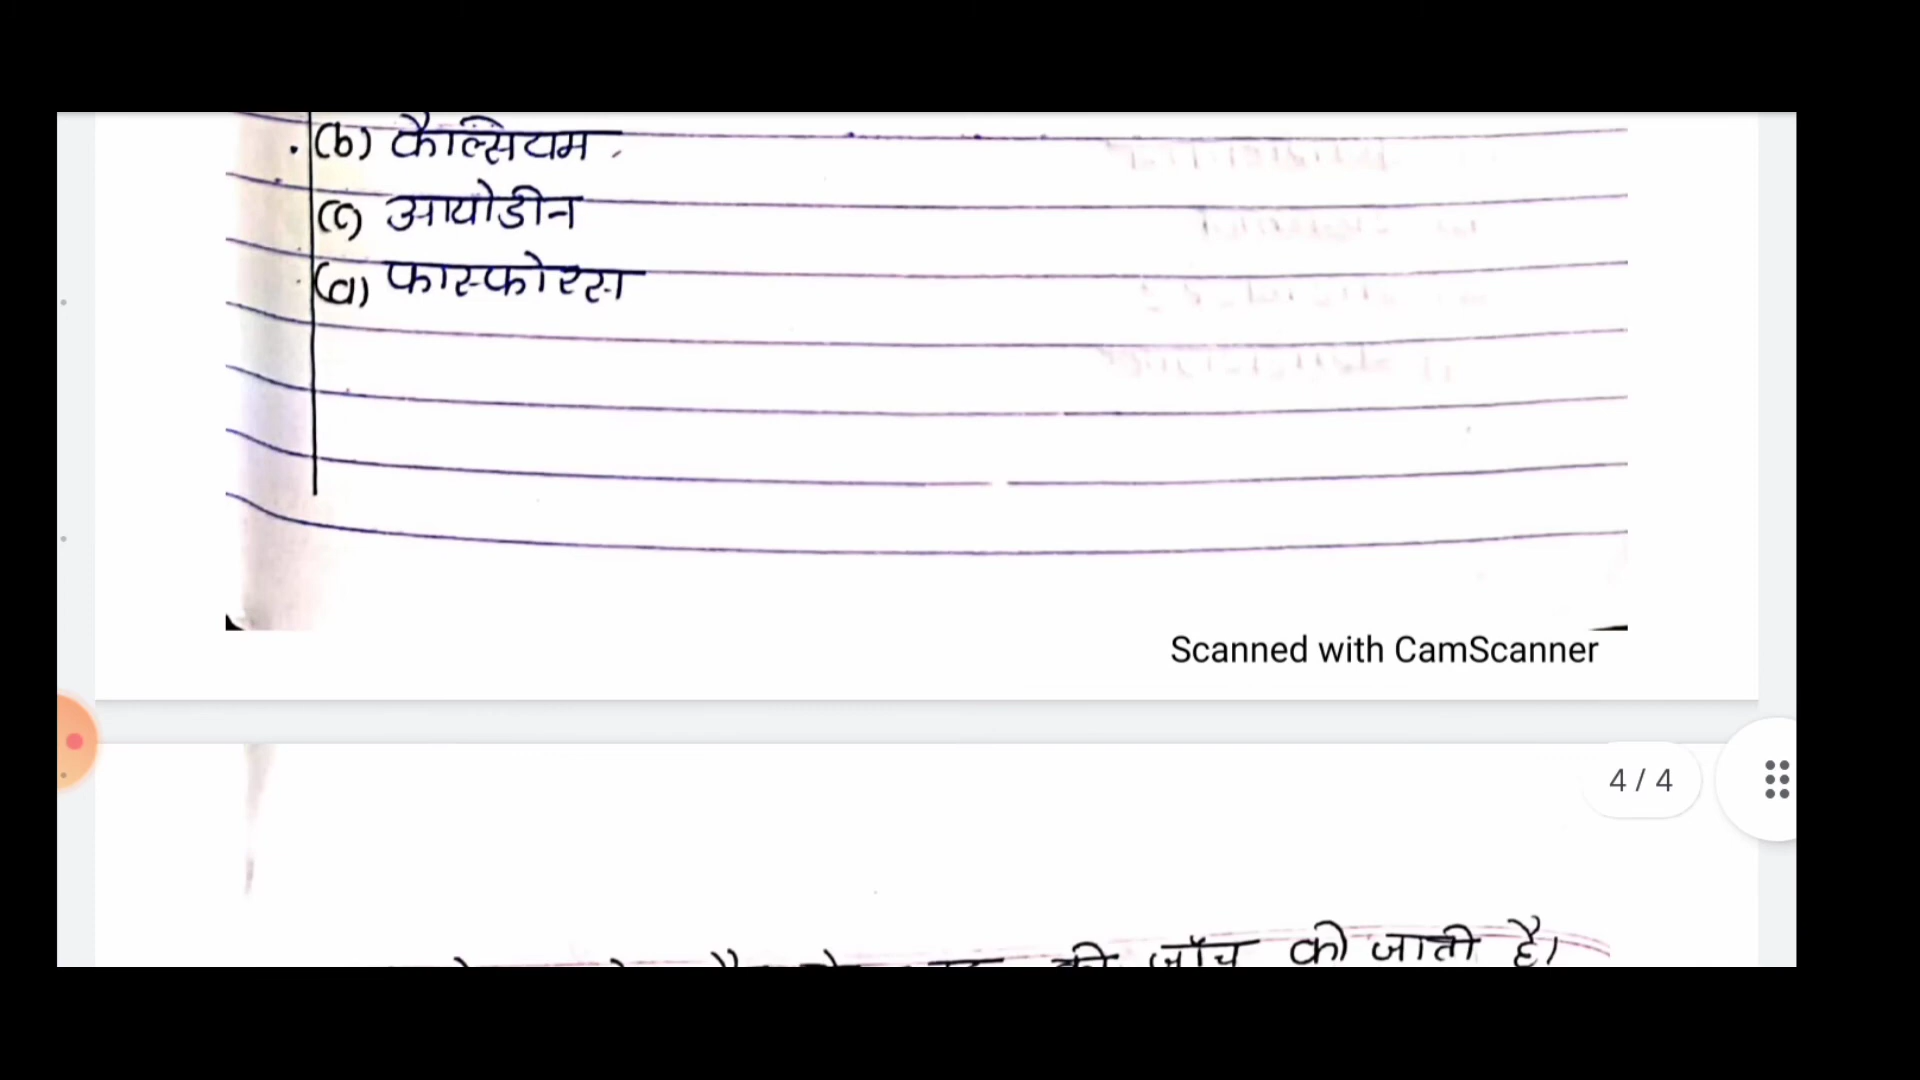 (b) कैल्सियम
(c) आयोडीन
(d) फास्फोरस
Scanned with CamScanner
4 / 4
की जाँच की जाती है।